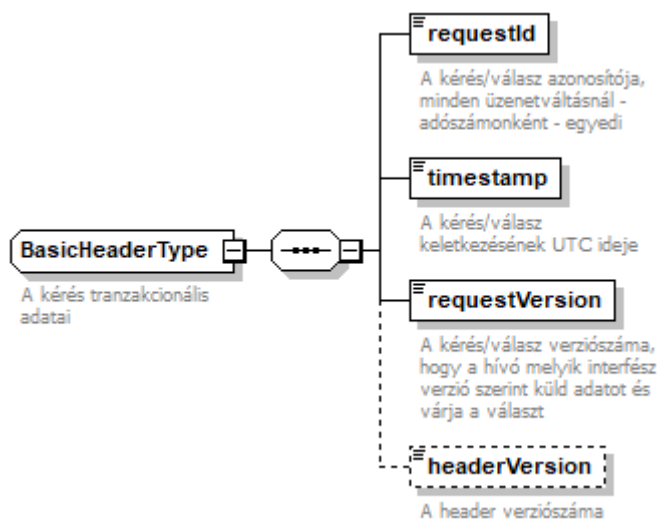 requestId
A kérés/válasz azonosítója,
minden üzenetváltásnál -
adószámonként - egyedi
timestamp
A kérés/válasz
keletkezésének UTC ideje
BasicHeaderType
A kérés tranzakcionális
adatai
requestVersion
A kérés/válasz verziószáma,
hogy a hívó melyik interfész
verzió szerint küld adatot és
várja a választ
headerVersion
A header verziószáma